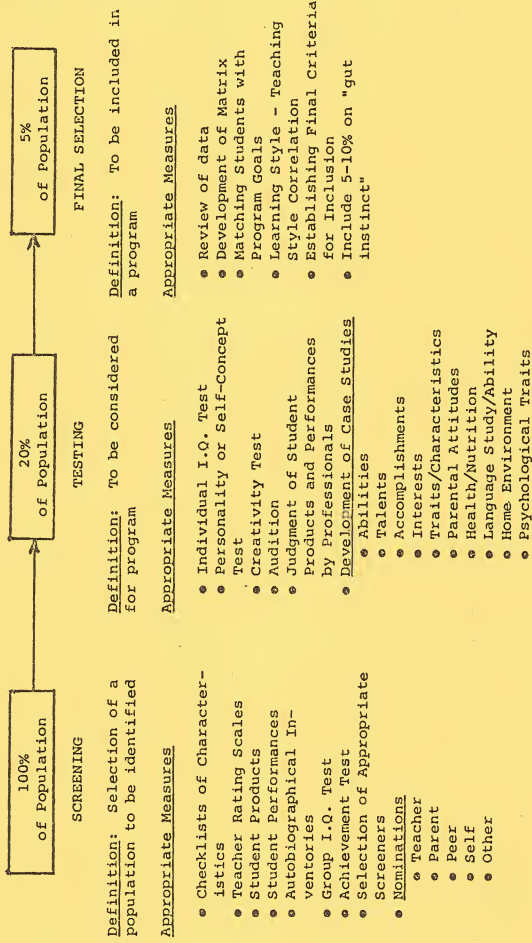 100%
of Population
SCREENING
Definition: Selection of a
population to be identified
Appropriate Measures
• Checklists of Character-
istics
• Teacher Rating Scales
• Student Products
• Student Performances
• Autobiographical In-
ventories
• Group I.Q. Test
• Achievement Test
• Selection of Appropriate
Screeners
• Nominations
• Teacher
• Parent
• Peer
• Self
• Other
20%
of Population
TESTING
Definition: To be considered
for program
Appropriate Measures
• Individual I.Q. Test
• Personality or Self-Concept
Test
• Creativity Test
• Audition
• Judgment of Student
Products and Performances
by Professionals
• Development of Case Studies
• Abilities
• Talents
• Accomplishments
• Interests
• Traits/Characteristics
• Parental Attitudes
• Health/Nutrition
• Language Study/Ability
• Home Environment
• Psychological Traits
5%
of Population
FINAL SELECTION
Definition: To be included in
a program
Appropriate Measures
• Review of data
• Development of Matrix
• Matching Students with
Program Goals
• Learning Style - Teaching
Style Correlation
• Establishing Final Criteria
for Inclusion
• Include 5-10% on "gut
instinct"